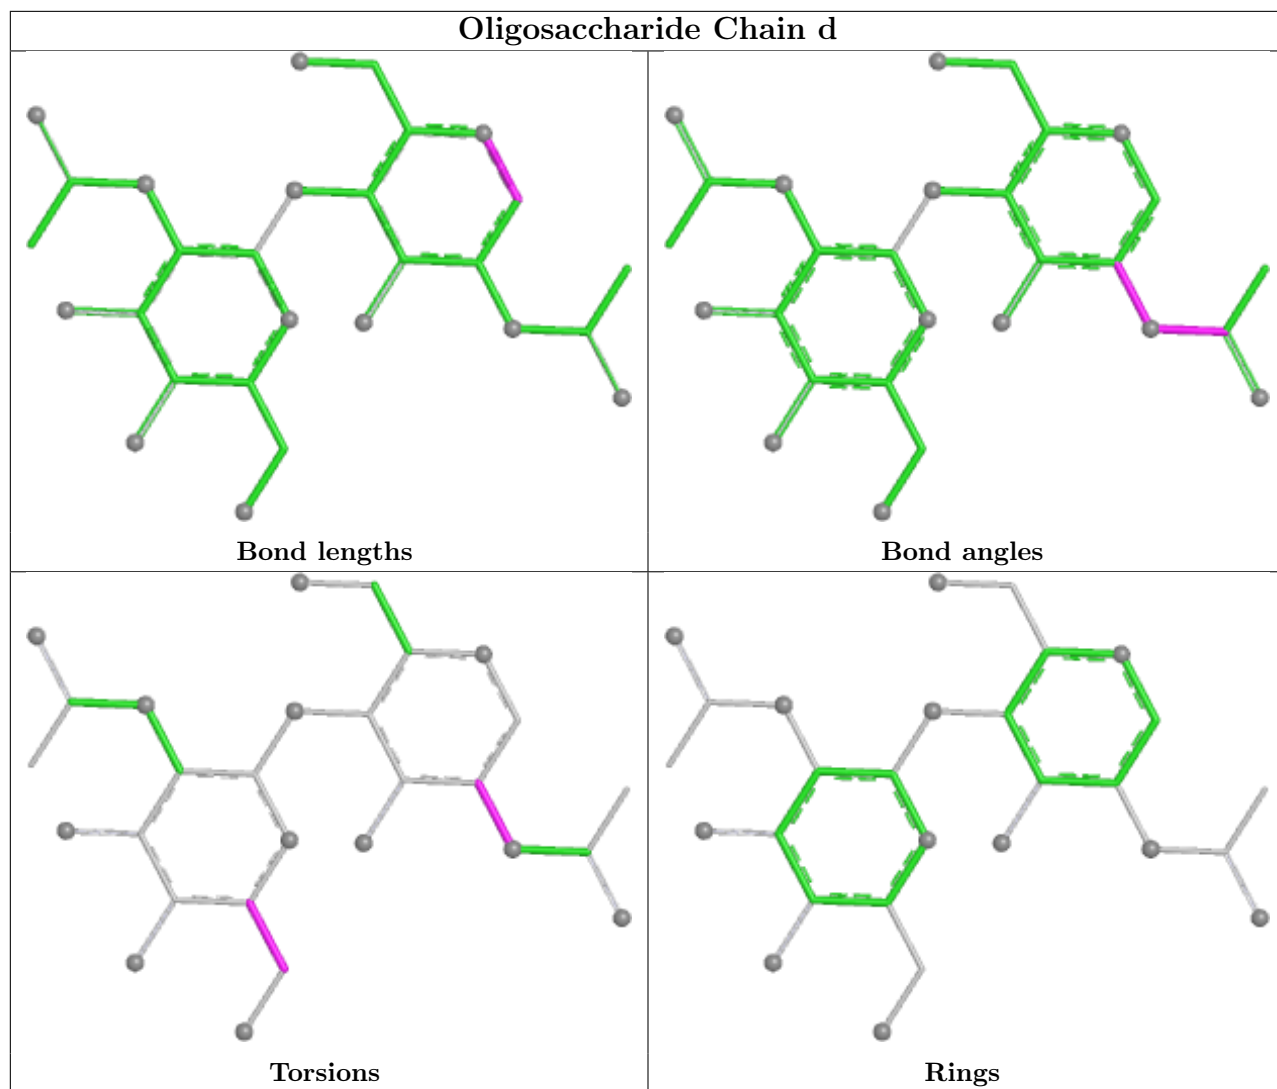 Oligosaccharide Chain d
Bond lengths
Bond angles
Torsions
Rings